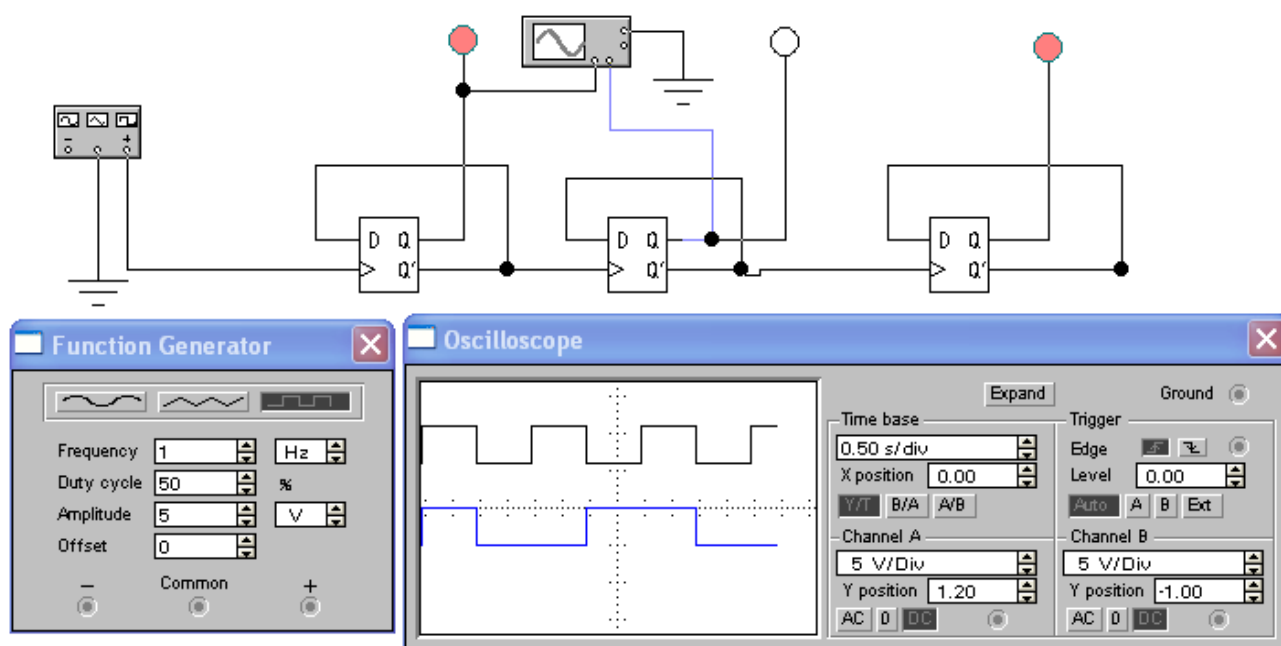 − +
D Q
Q'
D Q
Q'
D Q
Q'
Function Generator
Frequency 1 Hz
Duty cycle 50 %
Amplitude 5 V
Offset 0
− Common +
Oscilloscope
Expand Ground
Time base
0.50 s/div
X position 0.00
Y/T B/A A/B
Trigger
Edge
Level 0.00
Auto A B Ext
Channel A
5 V/Div
Y position 1.20
AC 0 DC
Channel B
5 V/Div
Y position -1.00
AC 0 DC